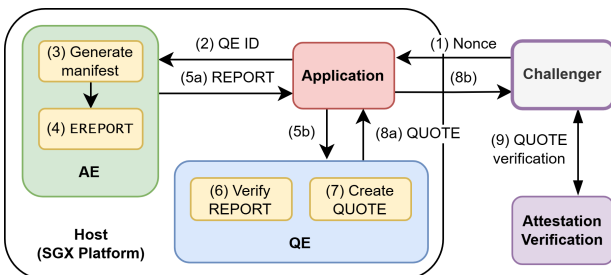 (3) Generate
manifest
(4) EREPORT
AE
(2) QE ID
(5a) REPORT
Application
(1) Nonce
(8b)
Challenger
(5b)
(8a) QUOTE
(9) QUOTE
verification
(6) Verify
REPORT
(7) Create
QUOTE
QE
Host
(SGX Platform)
Attestation
Verification